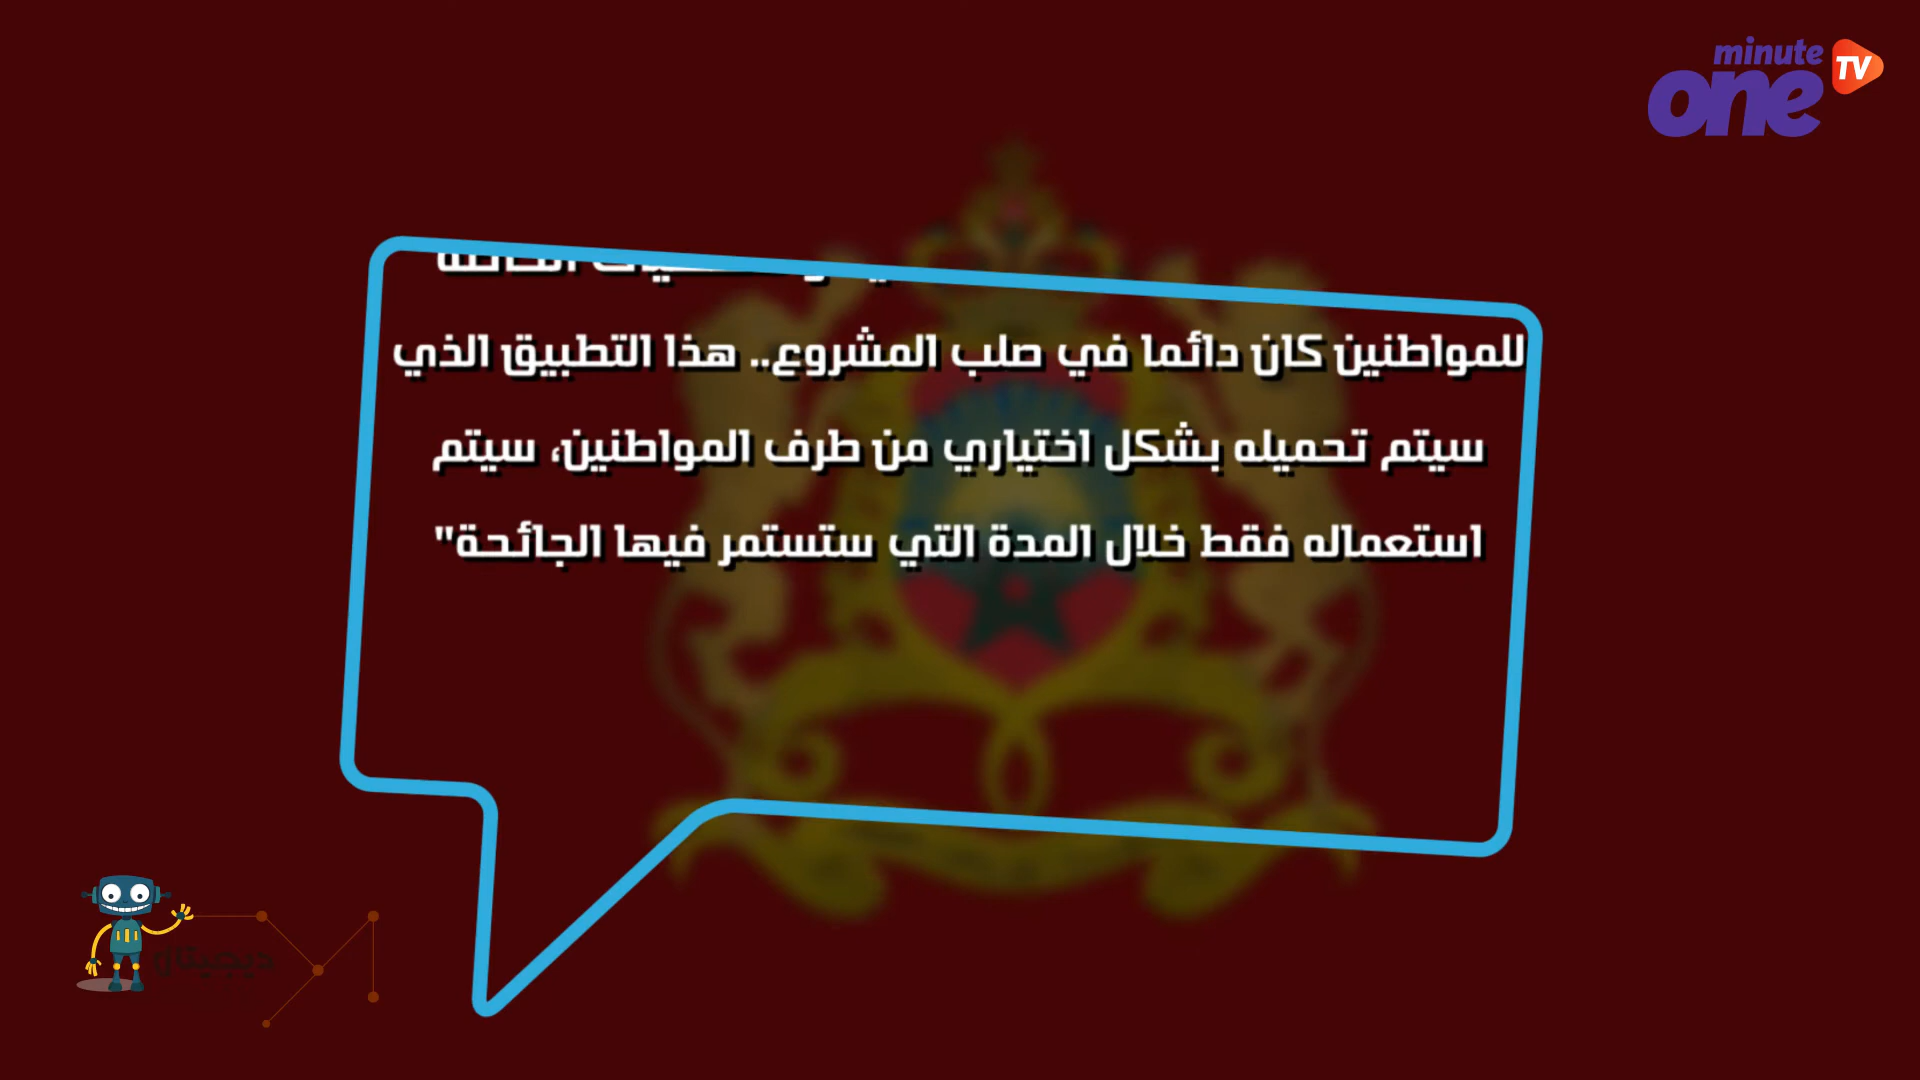 minute
one TV
للمواطنين كان دائما في صلب المشروع.. هذا التطبيق الذي
سيتم تحميله بشكل اختياري من طرف المواطنين، سيتم
استعماله فقط خلال المدة التي ستستمر فيها الجائحة"
ديجيتال